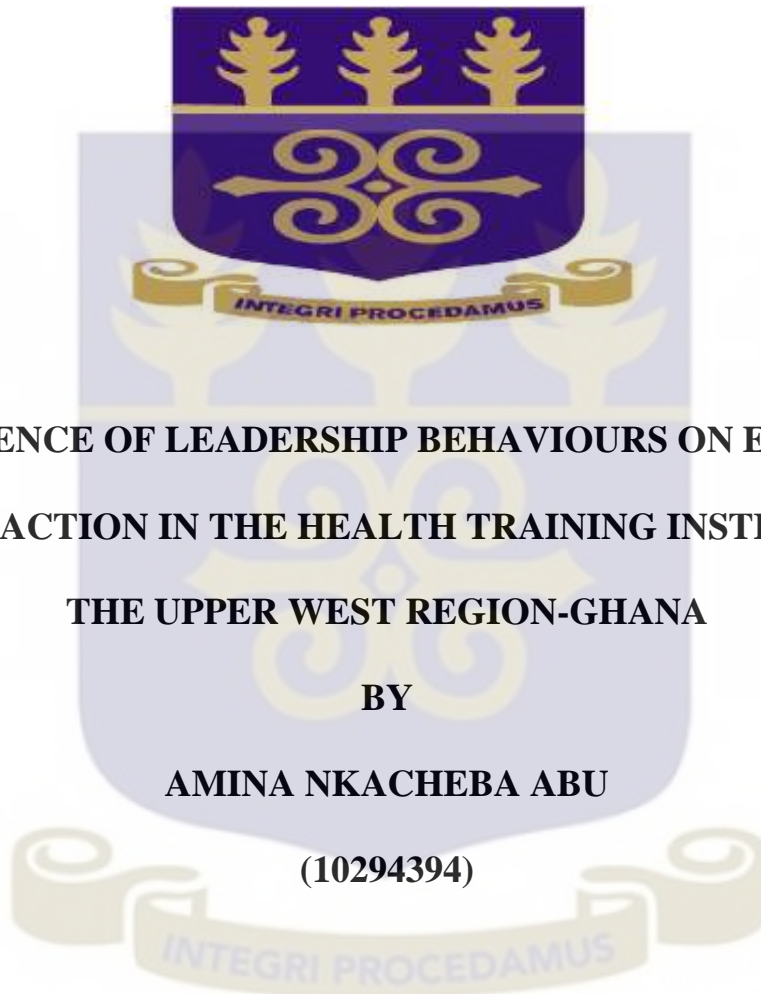 INTEGRI PROCEDAMUS
ENCE OF LEADERSHIP BEHAVIOURS ON E
ACTION IN THE HEALTH TRAINING INST
THE UPPER WEST REGION-GHANA
BY
AMINA NKACHEBA ABU
(10294394)
INTEGRI PROCEDAMUS